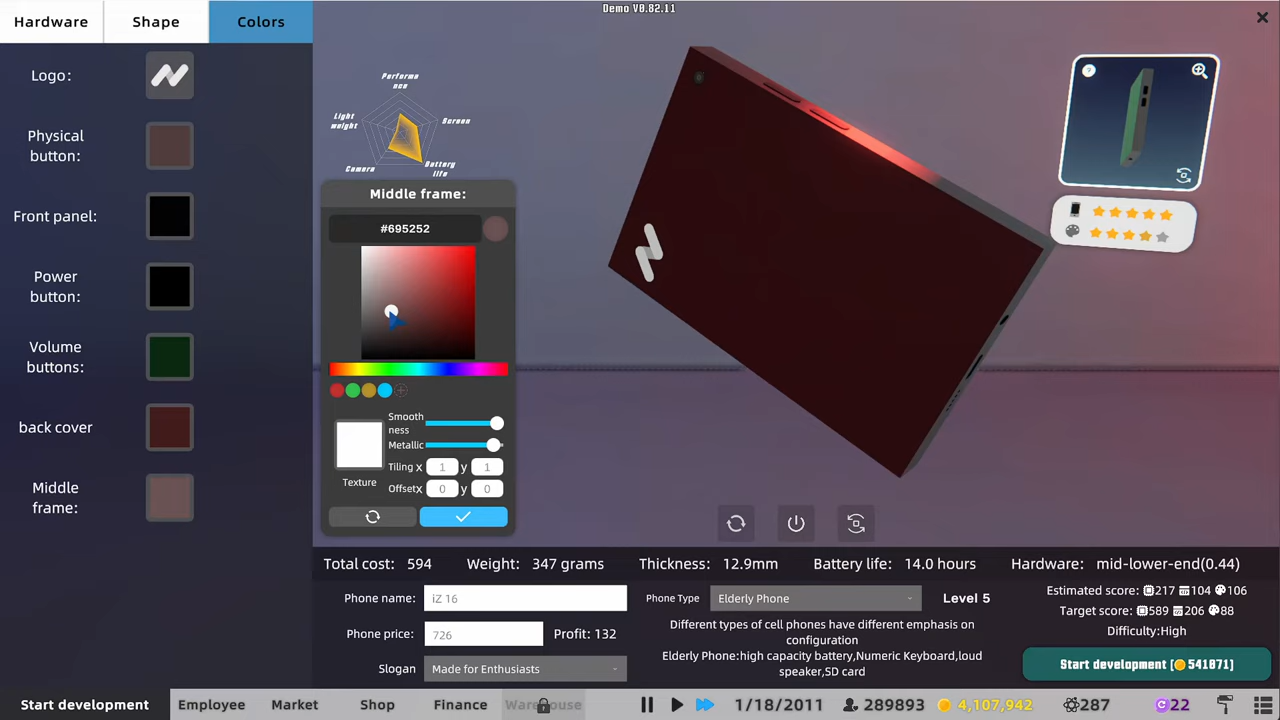 Demo V0.82.11
Hardware
Shape
Colors
Logo:
Physical
button:
Front panel:
Power
button:
Volume
buttons:
back cover
Middle
frame:
Performa
nce
Light
weight
Screen
Camera
Battery
life
Middle frame:
#695252
Smooth
ness
Metallic
Tiling x 1 y 1
Texture
Offset x 0 y 0
Total cost: 594
Weight: 347 grams
Thickness: 12.9mm
Battery life: 14.0 hours
Hardware: mid-lower-end(0.44)
Phone name: iZ 16
Phone Type Elderly Phone
Level 5
Estimated score: 217 104 106
Target score: 589 206 88
Difficulty:High
Phone price: 726
Profit: 132
Different types of cell phones have different emphasis on
configuration
Elderly Phone:high capacity battery,Numeric Keyboard,loud
speaker,SD card
Slogan Made for Enthusiasts
Start development [541071]
Start development
Employee
Market
Shop
Finance
Warehouse
1/18/2011
289893
4,107,942
287
22